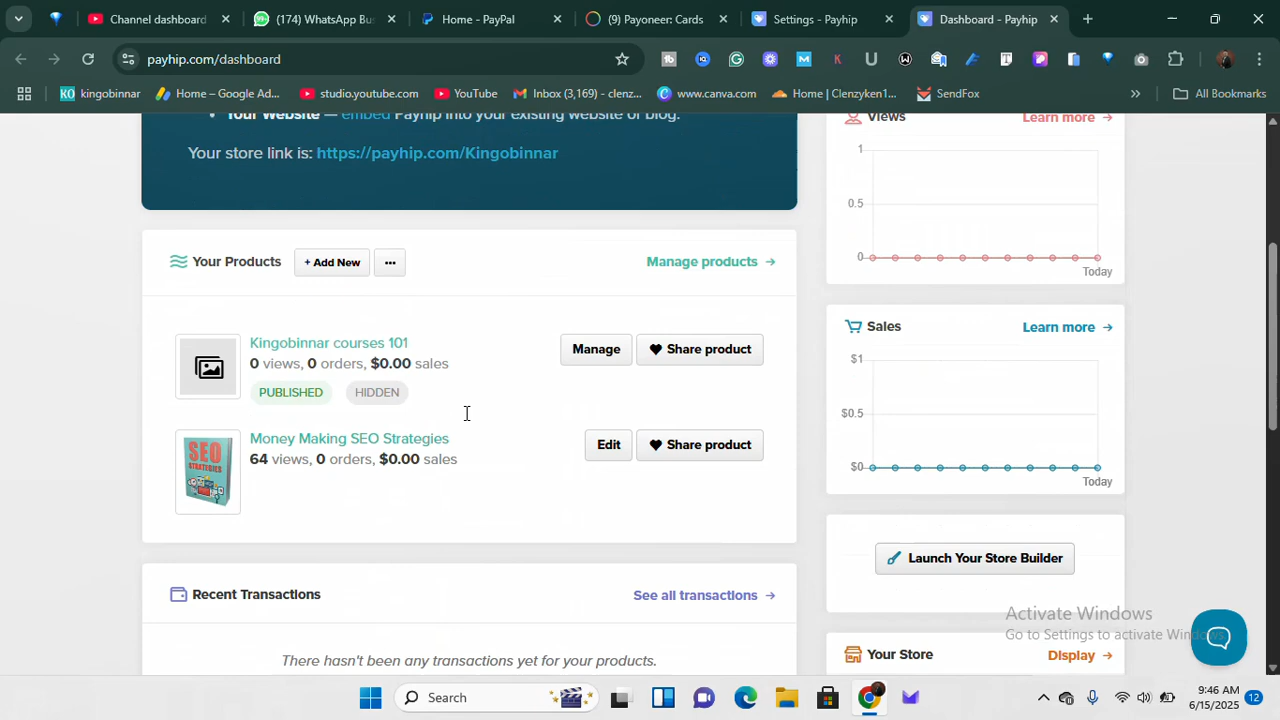 Channel dashboard
(174) WhatsApp Bus
Home - PayPal
(9) Payoneer: Cards
Settings - Payhip
Dashboard - Payhip
payhip.com/dashboard
kingobinnar
Home – Google Ad...
studio.youtube.com
YouTube
Inbox (3,169) - clenz...
www.canva.com
Home | Clenzyken1...
SendFox
All Bookmarks
Your Website — embed Payhip into your existing website or blog.
Your store link is: https://payhip.com/Kingobinnar
Your Products
+ Add New
Manage products
Kingobinnar courses 101
0 views, 0 orders, $0.00 sales
PUBLISHED
HIDDEN
Manage
Share product
SEO
STRATEGIES
Money Making SEO Strategies
64 views, 0 orders, $0.00 sales
Edit
Share product
Recent Transactions
See all transactions
There hasn't been any transactions yet for your products.
Views
Learn more
1
0.5
0
Today
Sales
Learn more
$1
$0.5
$0
Today
Launch Your Store Builder
Your Store
Display
Activate Windows
Go to Settings to activate Windows.
Search
9:46 AM
6/15/2025
12